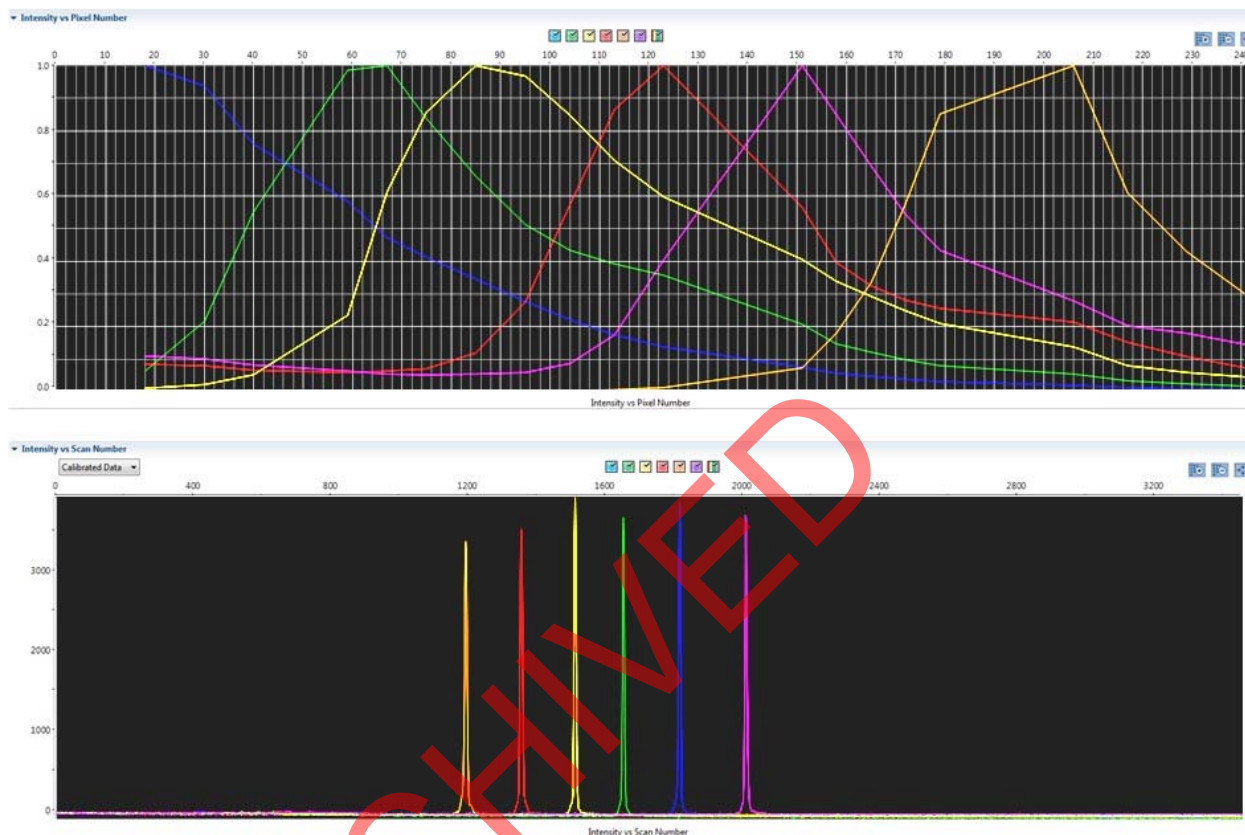 Intensity vs Pixel Number
0 10 20 30 40 50 60 70 80 90 100 110 120 130 140 150 160 170 180 190 200 210 220 230
1.0
0.8
0.6
0.4
0.2
0.0
Intensity vs Pixel Number
Intensity vs Scan Number
Calibrated Data
0 400 800 1200 1600 2000 2400 2800 3200
3000
2000
1000
0
Intensity vs Scan Number
CHIVED